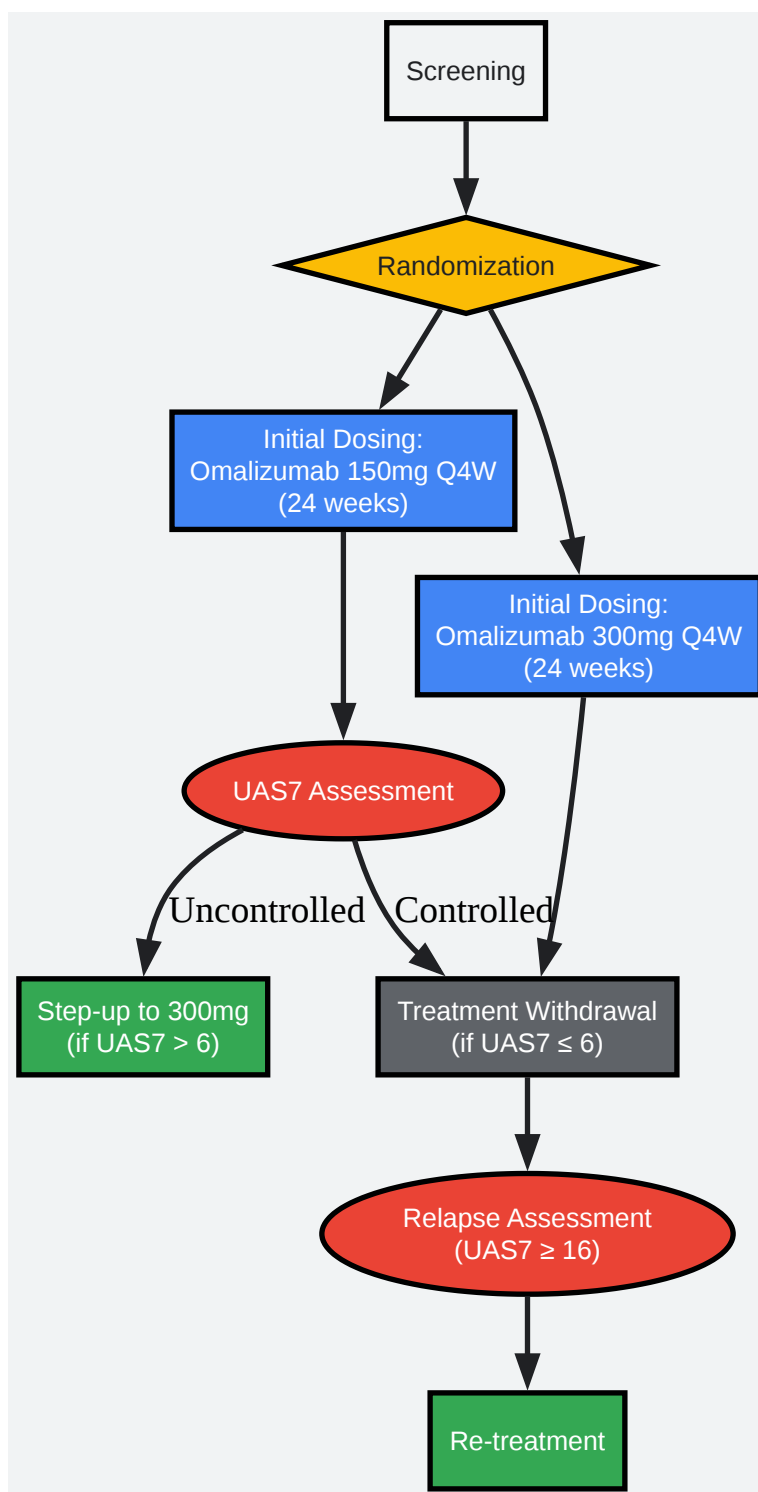 Screening
Randomization
Initial Dosing:
Omalizumab 150mg Q4W
(24 weeks)
Initial Dosing:
Omalizumab 300mg Q4W
(24 weeks)
UAS7 Assessment
Uncontrolled
Controlled
Step-up to 300mg
(if UAS7 > 6)
Treatment Withdrawal
(if UAS7 ≤ 6)
Relapse Assessment
(UAS7 ≥ 16)
Re-treatment